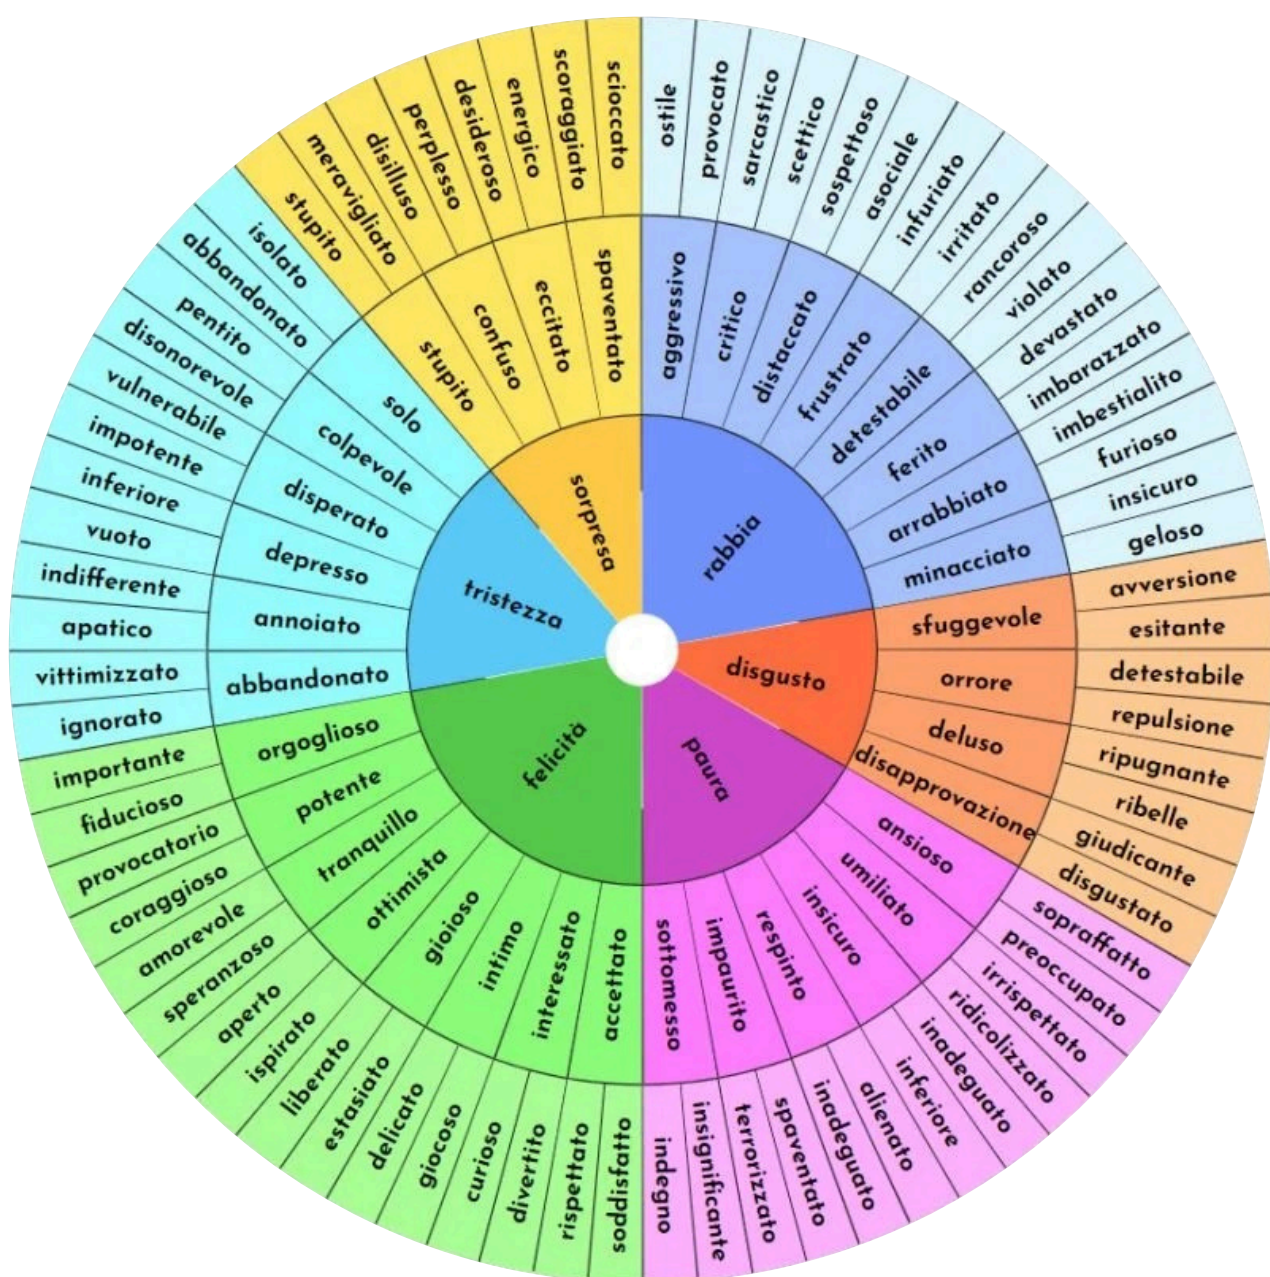 rabbia
disgusto
paura
felicità
tristezza
sorpresa
aggressivo
critico
distaccato
frustrato
detestabile
ferito
arrabbiato
minacciato
sfuggevole
orrore
deluso
disapprovazione
ansioso
umiliato
insicuro
respinto
impaurito
sottomesso
accettato
interessato
intimo
gioioso
ottimista
tranquillo
potente
orgoglioso
abbandonato
annoiato
depresso
disperato
colpevole
solo
stupito
confuso
eccitato
spaventato
ostile
provocato
sarcastico
scettico
sospettoso
asociale
infuriato
irritato
rancoroso
violato
devastato
imbarazzato
imbestialito
furioso
insicuro
geloso
avversione
esitante
detestabile
repulsione
ripugnante
ribelle
giudicante
disgustato
sopraffatto
preoccupato
irrispettato
ridicolizzato
inadeguato
inferiore
alienato
inadeguato
spaventato
terrorizzato
insignificante
indegno
soddisfatto
rispettato
divertito
curioso
giocoso
delicato
estasiato
liberato
ispirato
aperto
speranzoso
amorevole
coraggioso
provocatorio
fiducioso
importante
ignorato
vittimizzato
apatico
indifferente
vuoto
inferiore
impotente
vulnerabile
disonorevole
pentito
abbandonato
isolato
stupito
meravigliato
disilluso
perplesso
desideroso
energico
scoraggiato
scioccato